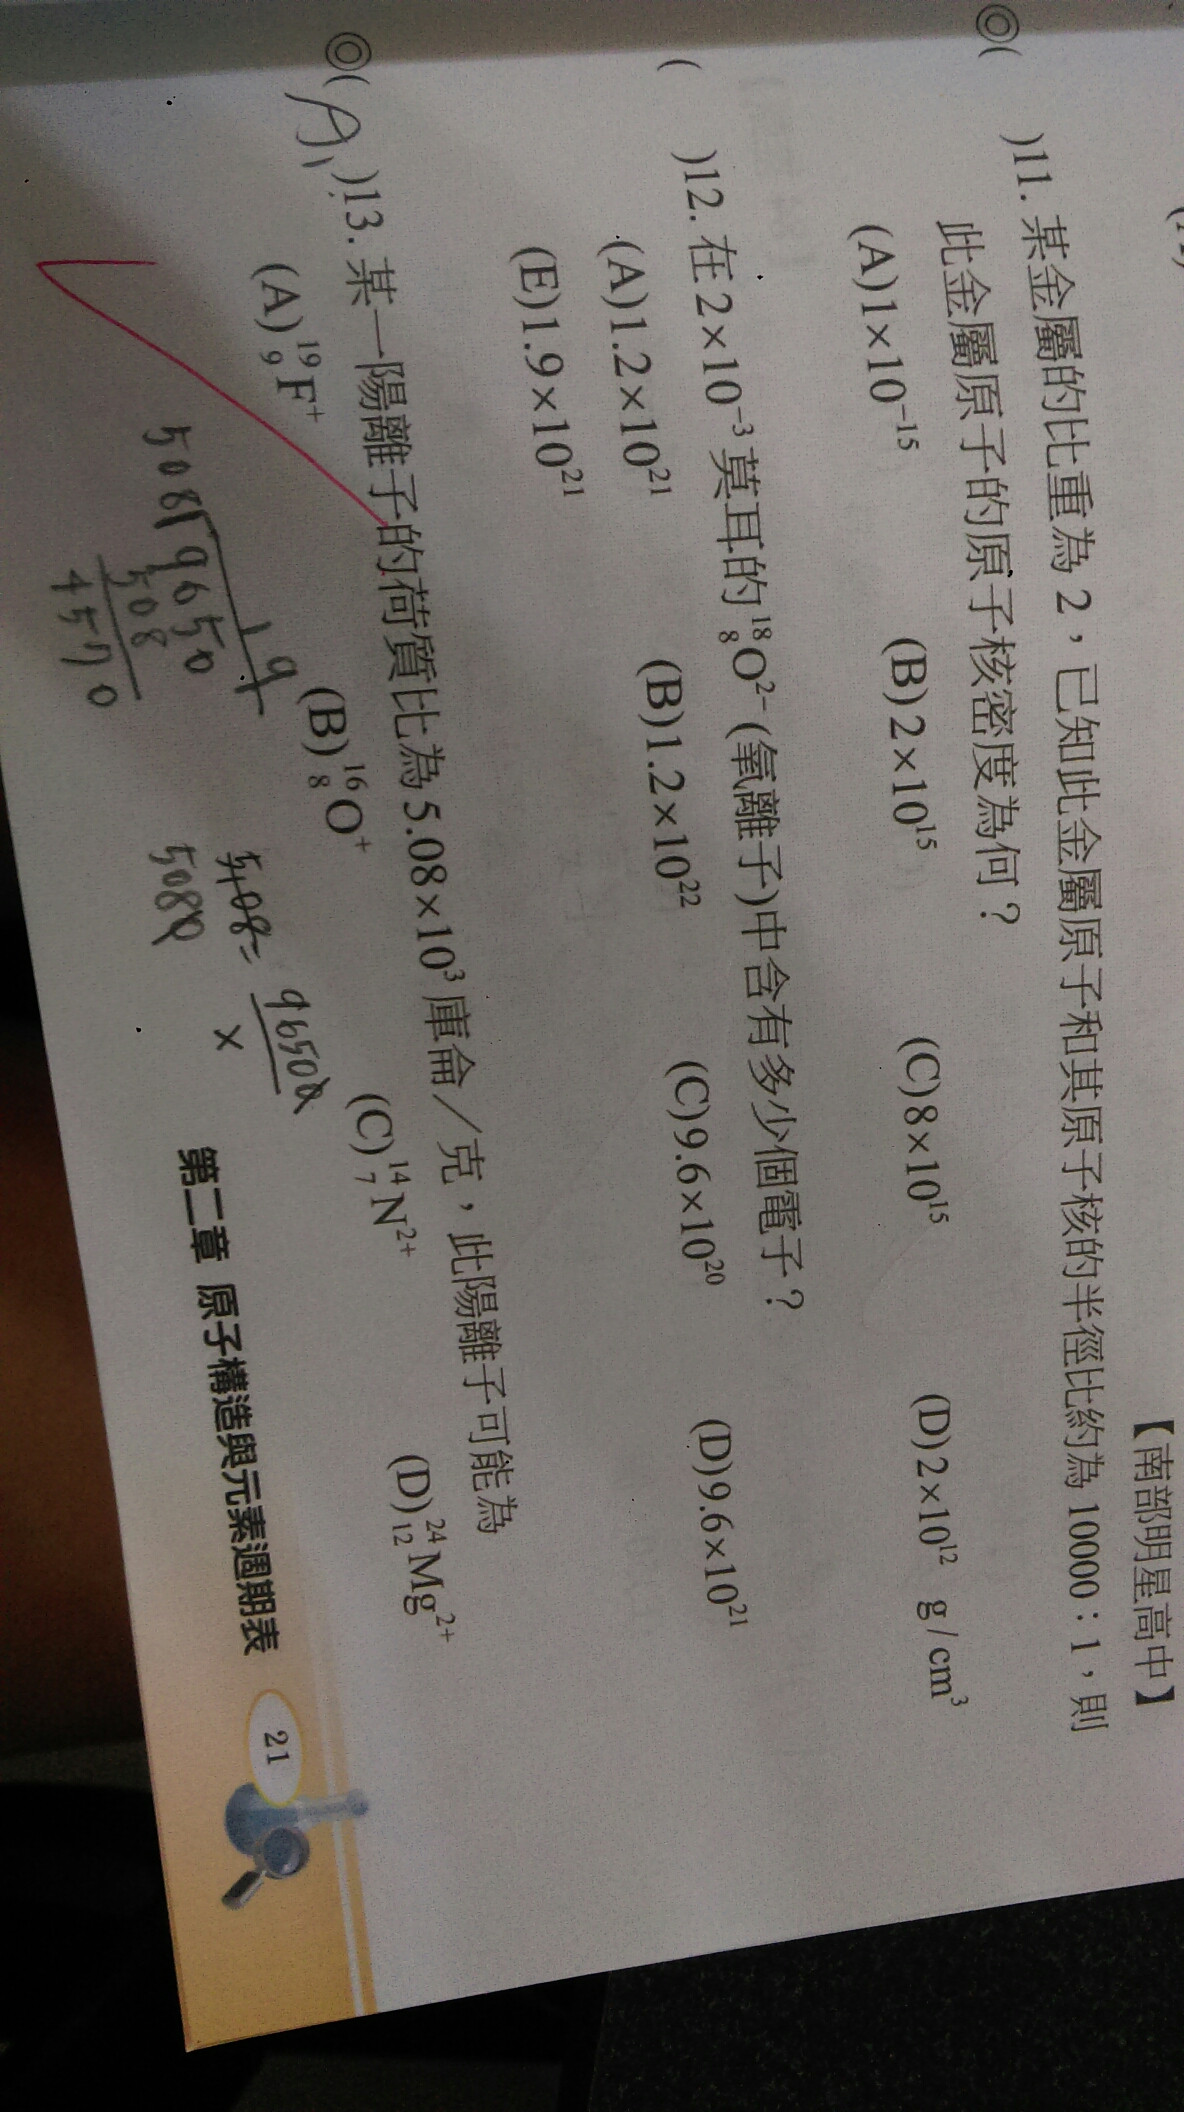 【南部明星高中】
◎( )11. 某金屬的比重為 2，已知此金屬原子和其原子核的半徑比約為 10000：1，則
此金屬原子的原子核密度為何？
(A)1×10⁻¹⁵ (B)2×10¹⁵ (C)8×10¹⁵ (D)2×10¹² g/cm³
( )12. 在 2×10⁻³ 莫耳的 ¹⁸₈O²⁻(氧離子)中含有多少個電子？
(A)1.2×10²¹ (B)1.2×10²² (C)9.6×10²⁰ (D)9.6×10²¹
(E)1.9×10²¹
◎(A)13. 某一陽離子的荷質比為 5.08×10³ 庫侖／克，此陽離子可能為
(A)¹⁹₉F⁺ (B)¹⁶₈O⁺ (C)¹⁴₇N²⁺ (D)²⁴₁₂Mg²⁺
19
508 9650
508
4570
96500
x
5080
第二章 原子構造與元素週期表 21